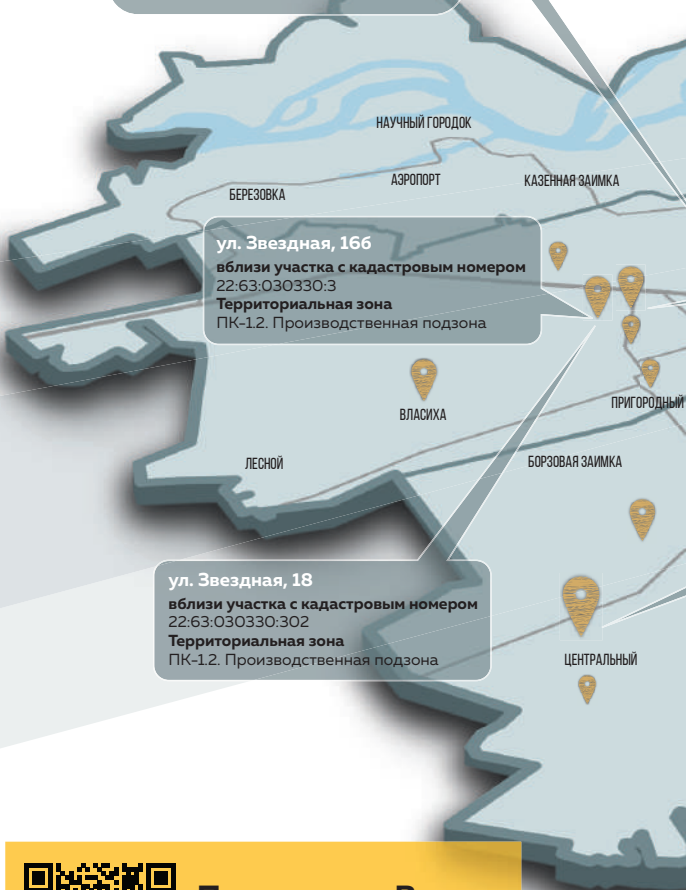 НАУЧНЫЙ ГОРОДОК
АЭРОПОРТ
КАЗЕННАЯ ЗАИМКА
БЕРЕЗОВКА
ул. Звездная, 16б
вблизи участка с кадастровым номером
22:63:030330:3
Территориальная зона
ПК-1.2. Производственная подзона
ВЛАСИХА
ПРИГОРОДНЫЙ
ЛЕСНОЙ
БОРЗОВАЯ ЗАИМКА
ул. Звездная, 18
вблизи участка с кадастровым номером
22:63:030330:302
Территориальная зона
ПК-1.2. Производственная подзона
ЦЕНТРАЛЬНЫЙ